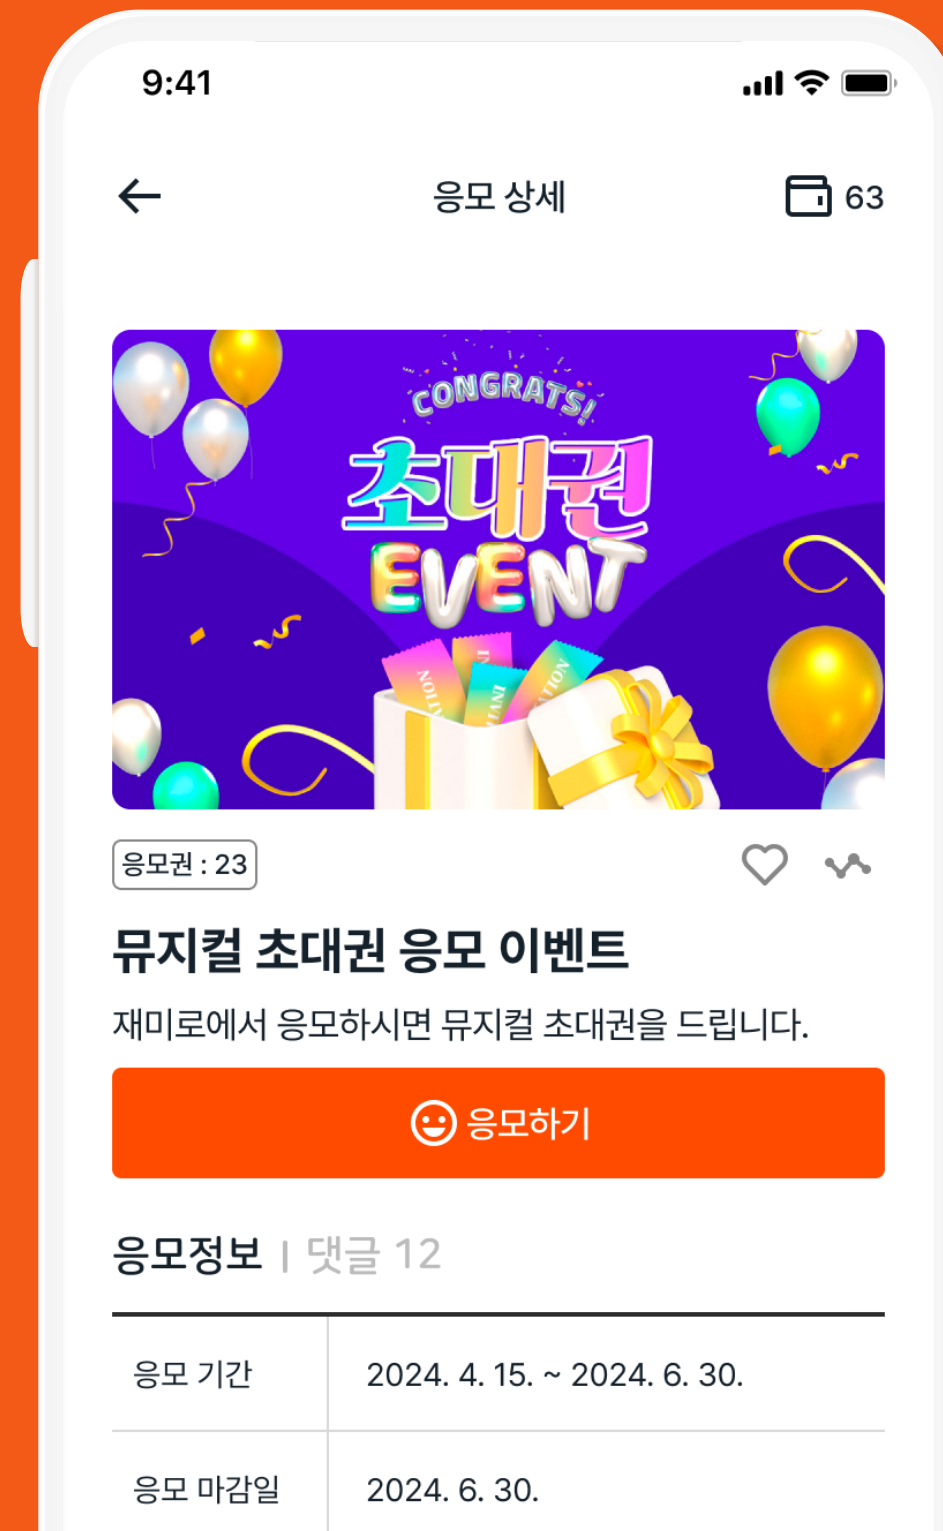 9:41
응모 상세
63
CONGRATS!
초대권
EVENT
INVI
응모권 : 23
뮤지컬 초대권 응모 이벤트
재미로에서 응모하시면 뮤지컬 초대권을 드립니다.
응모하기
응모정보 | 댓글 12
응모 기간 2024. 4. 15. ~ 2024. 6. 30.
응모 마감일 2024. 6. 30.